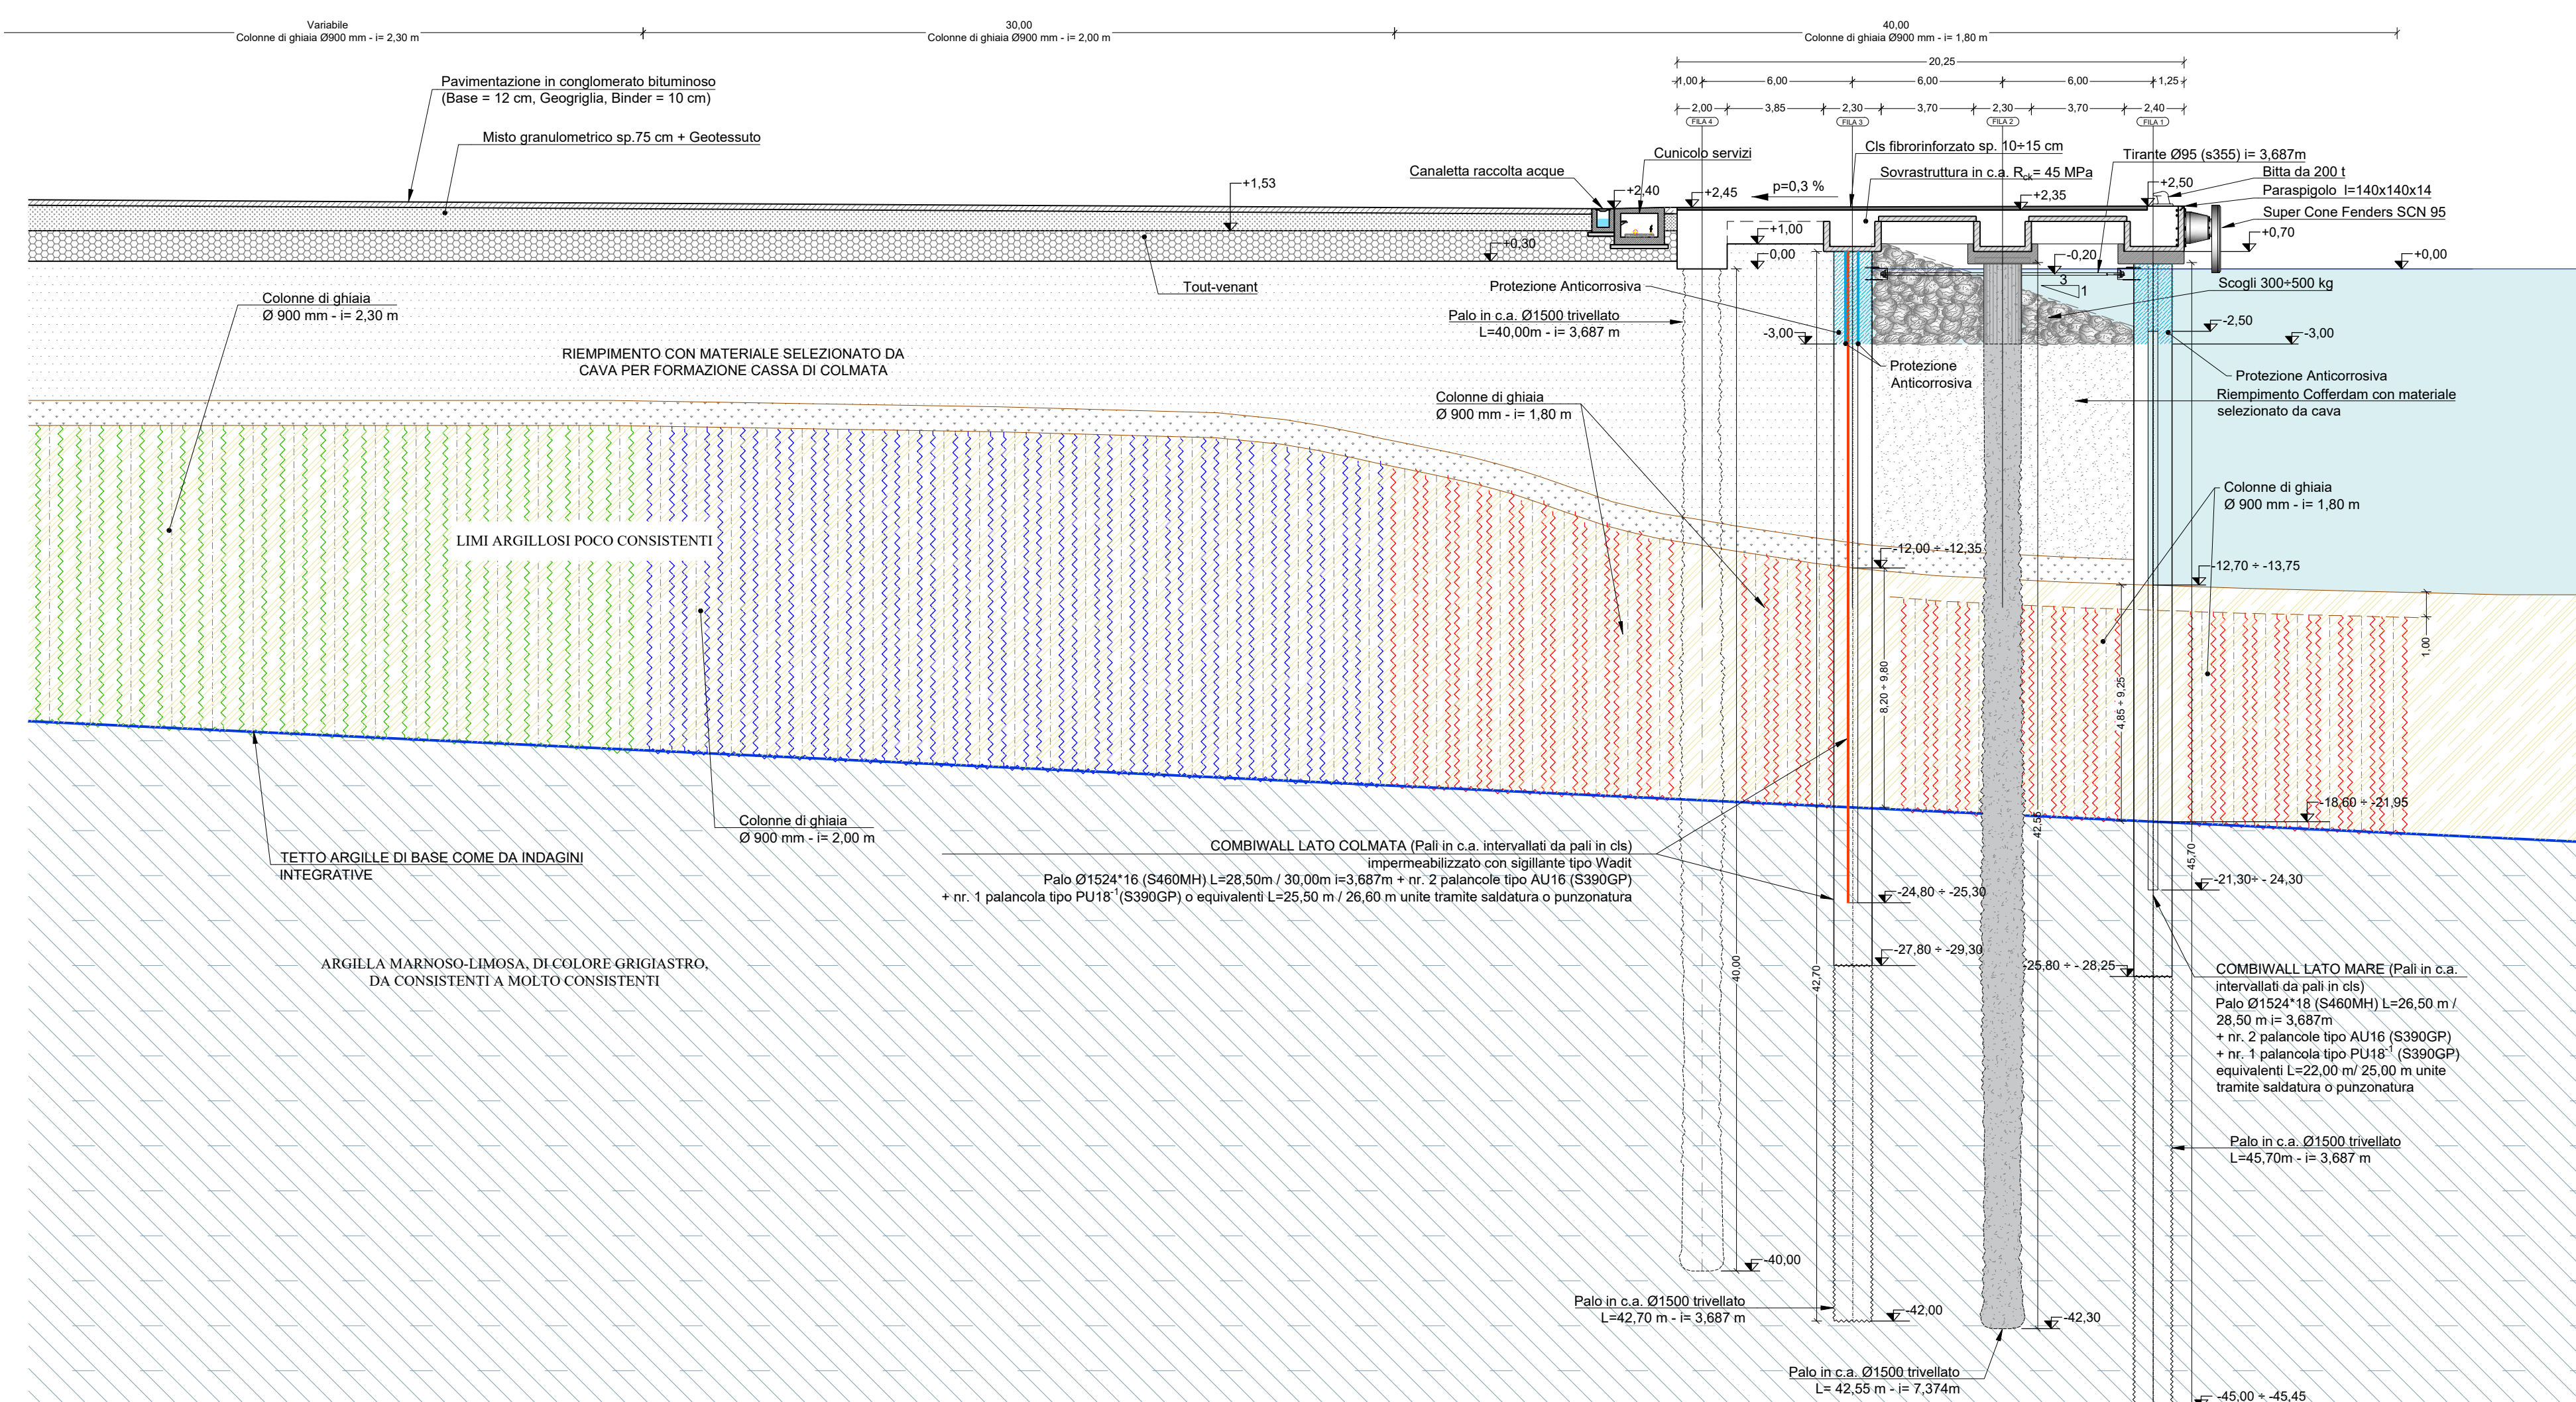 Variabile
Colonne di ghiaia Ø900 mm - i= 2,30 m
30,00
Colonne di ghiaia Ø900 mm - i= 2,00 m
40,00
Colonne di ghiaia Ø900 mm - i= 1,80 m
20,25
1,00
6,00
6,00
6,00
1,25
2,00
3,85
2,30
3,70
2,30
3,70
2,40
FILA 4
FILA 3
FILA 2
FILA 1
Pavimentazione in conglomerato bituminoso
(Base = 12 cm, Geogriglia, Binder = 10 cm)
Misto granulometrico sp.75 cm + Geotessuto
Canaletta raccolta acque
Cunicolo servizi
Cls fibrorinforzato sp. 10÷15 cm
Sovrastruttura in c.a. Rck= 45 MPa
Tirante Ø95 (s355) i= 3,687m
Bitta da 200 t
Paraspigolo l=140x140x14
Super Cone Fenders SCN 95
+1,53
+2,40
+2,45
p=0,3 %
+2,35
+2,50
+0,70
+0,30
+1,00
0,00
-0,20
+0,00
3
1
Tout-venant
Protezione Anticorrosiva
Scogli 300÷500 kg
Colonne di ghiaia
Ø 900 mm - i= 2,30 m
Palo in c.a. Ø1500 trivellato
L=40,00m - i= 3,687m
-3,00
-2,50
-3,00
RIEMPIMENTO CON MATERIALE SELEZIONATO DA
CAVA PER FORMAZIONE CASSA DI COLMATA
Protezione
Anticorrosiva
Protezione Anticorrosiva
Riempimento Cofferdam con materiale
selezionato da cava
Colonne di ghiaia
Ø 900 mm - i= 1,80 m
Colonne di ghiaia
Ø 900 mm - i= 1,80 m
LIMI ARGILLOSI POCO CONSISTENTI
-12,00 ÷ -12,35
-12,70 ÷ -13,75
1,00
8,20 ÷ 9,80
4,85 ÷ 9,25
-18,60 ÷ -21,95
Colonne di ghiaia
Ø 900 mm - i= 2,00 m
42,55
45,70
TETTO ARGILLE DI BASE COME DA INDAGINI
INTEGRATIVE
COMBIWALL LATO COLMATA (Pali in c.a. intervallati da pali in cls)
impermeabilizzato con sigillante tipo Wadit
Palo Ø1524*16 (S460MH) L=28,50m / 30,00m i=3,687m + nr. 2 palancole tipo AU16 (S390GP)
+ nr. 1 palancola tipo PU18-1(S390GP) o equivalenti L=25,50 m / 26,60 m unite tramite saldatura o punzonatura
-21,30÷ - 24,30
-24,80 ÷ -25,30
-27,80 ÷ -29,30
-25,80 ÷ - 28,25
40,00
42,70
ARGILLA MARNOSO-LIMOSA, DI COLORE GRIGIASTRO,
DA CONSISTENTI A MOLTO CONSISTENTI
COMBIWALL LATO MARE (Pali in c.a.
intervallati da pali in cls)
Palo Ø1524*18 (S460MH) L=26,50 m /
28,50 m i= 3,687m
+ nr. 2 palancole tipo AU16 (S390GP)
+ nr. 1 palancola tipo PU18-1 (S390GP)
equivalenti L=22,00 m/ 25,00 m unite
tramite saldatura o punzonatura
Palo in c.a. Ø1500 trivellato
L=45,70m - i= 3,687 m
-40,00
Palo in c.a. Ø1500 trivellato
L=42,70 m - i= 3,687 m
-42,00
-42,30
Palo in c.a. Ø1500 trivellato
L= 42,55 m - i= 7,374m
-45,00 ÷ -45,45